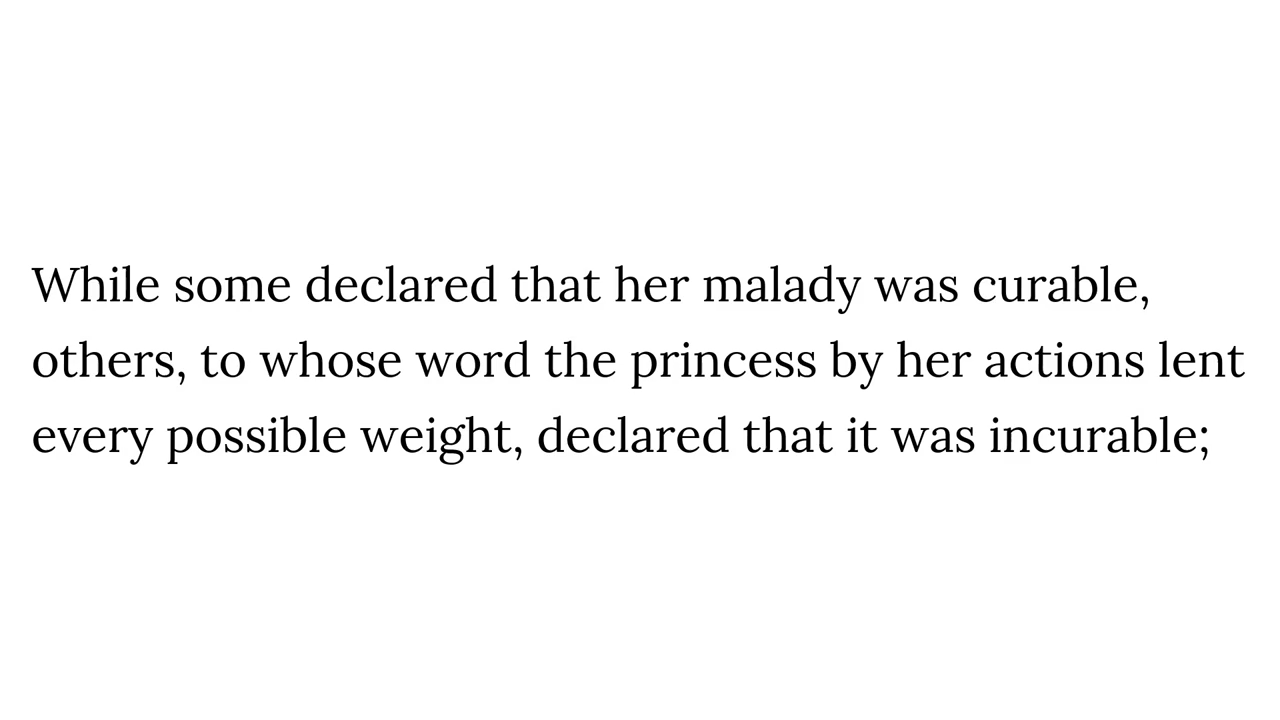 While some declared that her malady was curable,
others, to whose word the princess by her actions lent
every possible weight, declared that it was incurable;